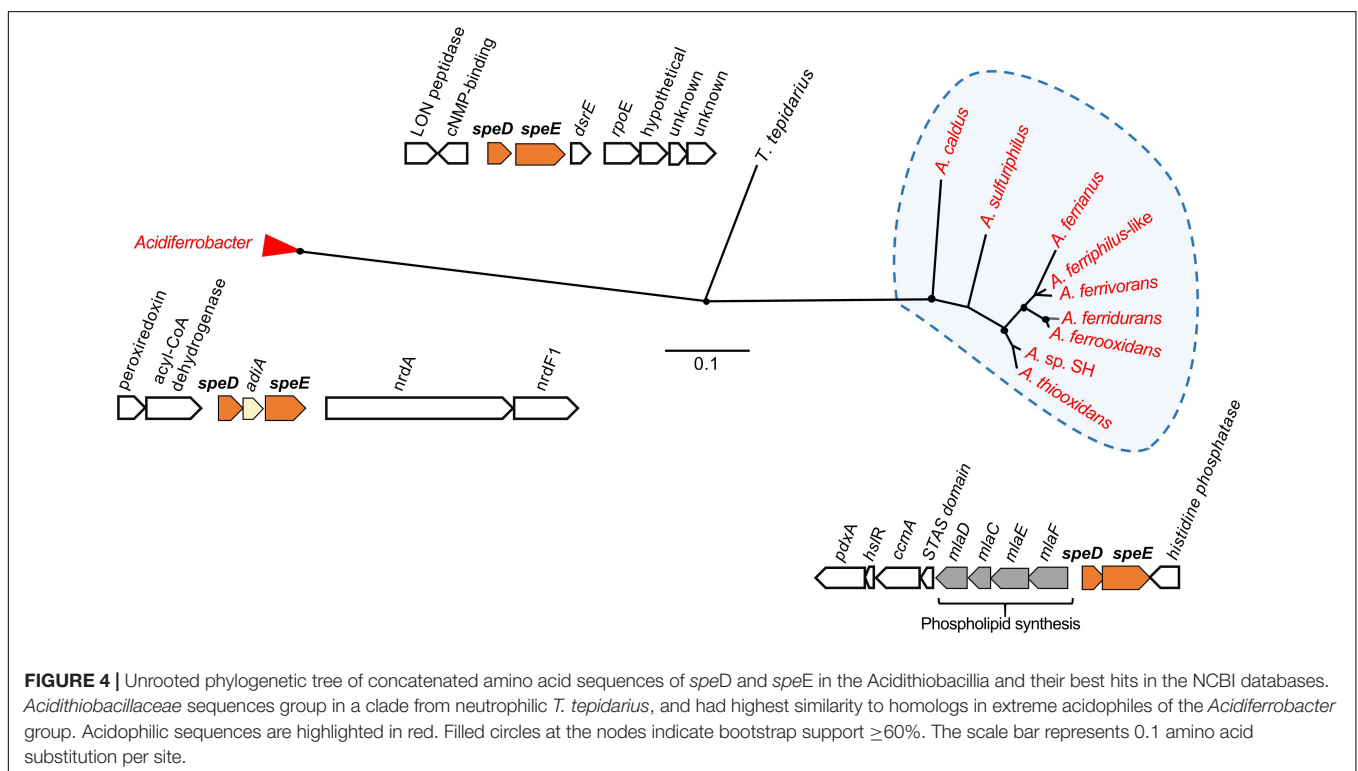 LON peptidase
cNMP-binding
speD
speE
dsrE
rpoE
hypothetical
unknown
unknown
T. tepidarius
A. caldus
A. sulfuriphilus
A. ferrianus
A. ferriphilus-like
A. ferrivorans
A. ferridurans
A. ferrooxidans
A. sp. SH
A. thiooxidans
Acidiferrobacter
0.1
peroxiredoxin
acyl-CoA
dehydrogenase
speD
adiA
speE
nrdA
nrdF1
pdxA
hslR
ccmA
STAS domain
mlaD
mlaC
mlaE
mlaF
speD
speE
histidine phosphatase
Phospholipid synthesis
FIGURE 4 | Unrooted phylogenetic tree of concatenated amino acid sequences of speD and speE in the Acidithiobacillia and their best hits in the NCBI databases.
Acidithiobacillaceae sequences group in a clade from neutrophilic T. tepidarius, and had highest similarity to homologs in extreme acidophiles of the Acidiferrobacter
group. Acidophilic sequences are highlighted in red. Filled circles at the nodes indicate bootstrap support ≥60%. The scale bar represents 0.1 amino acid
substitution per site.